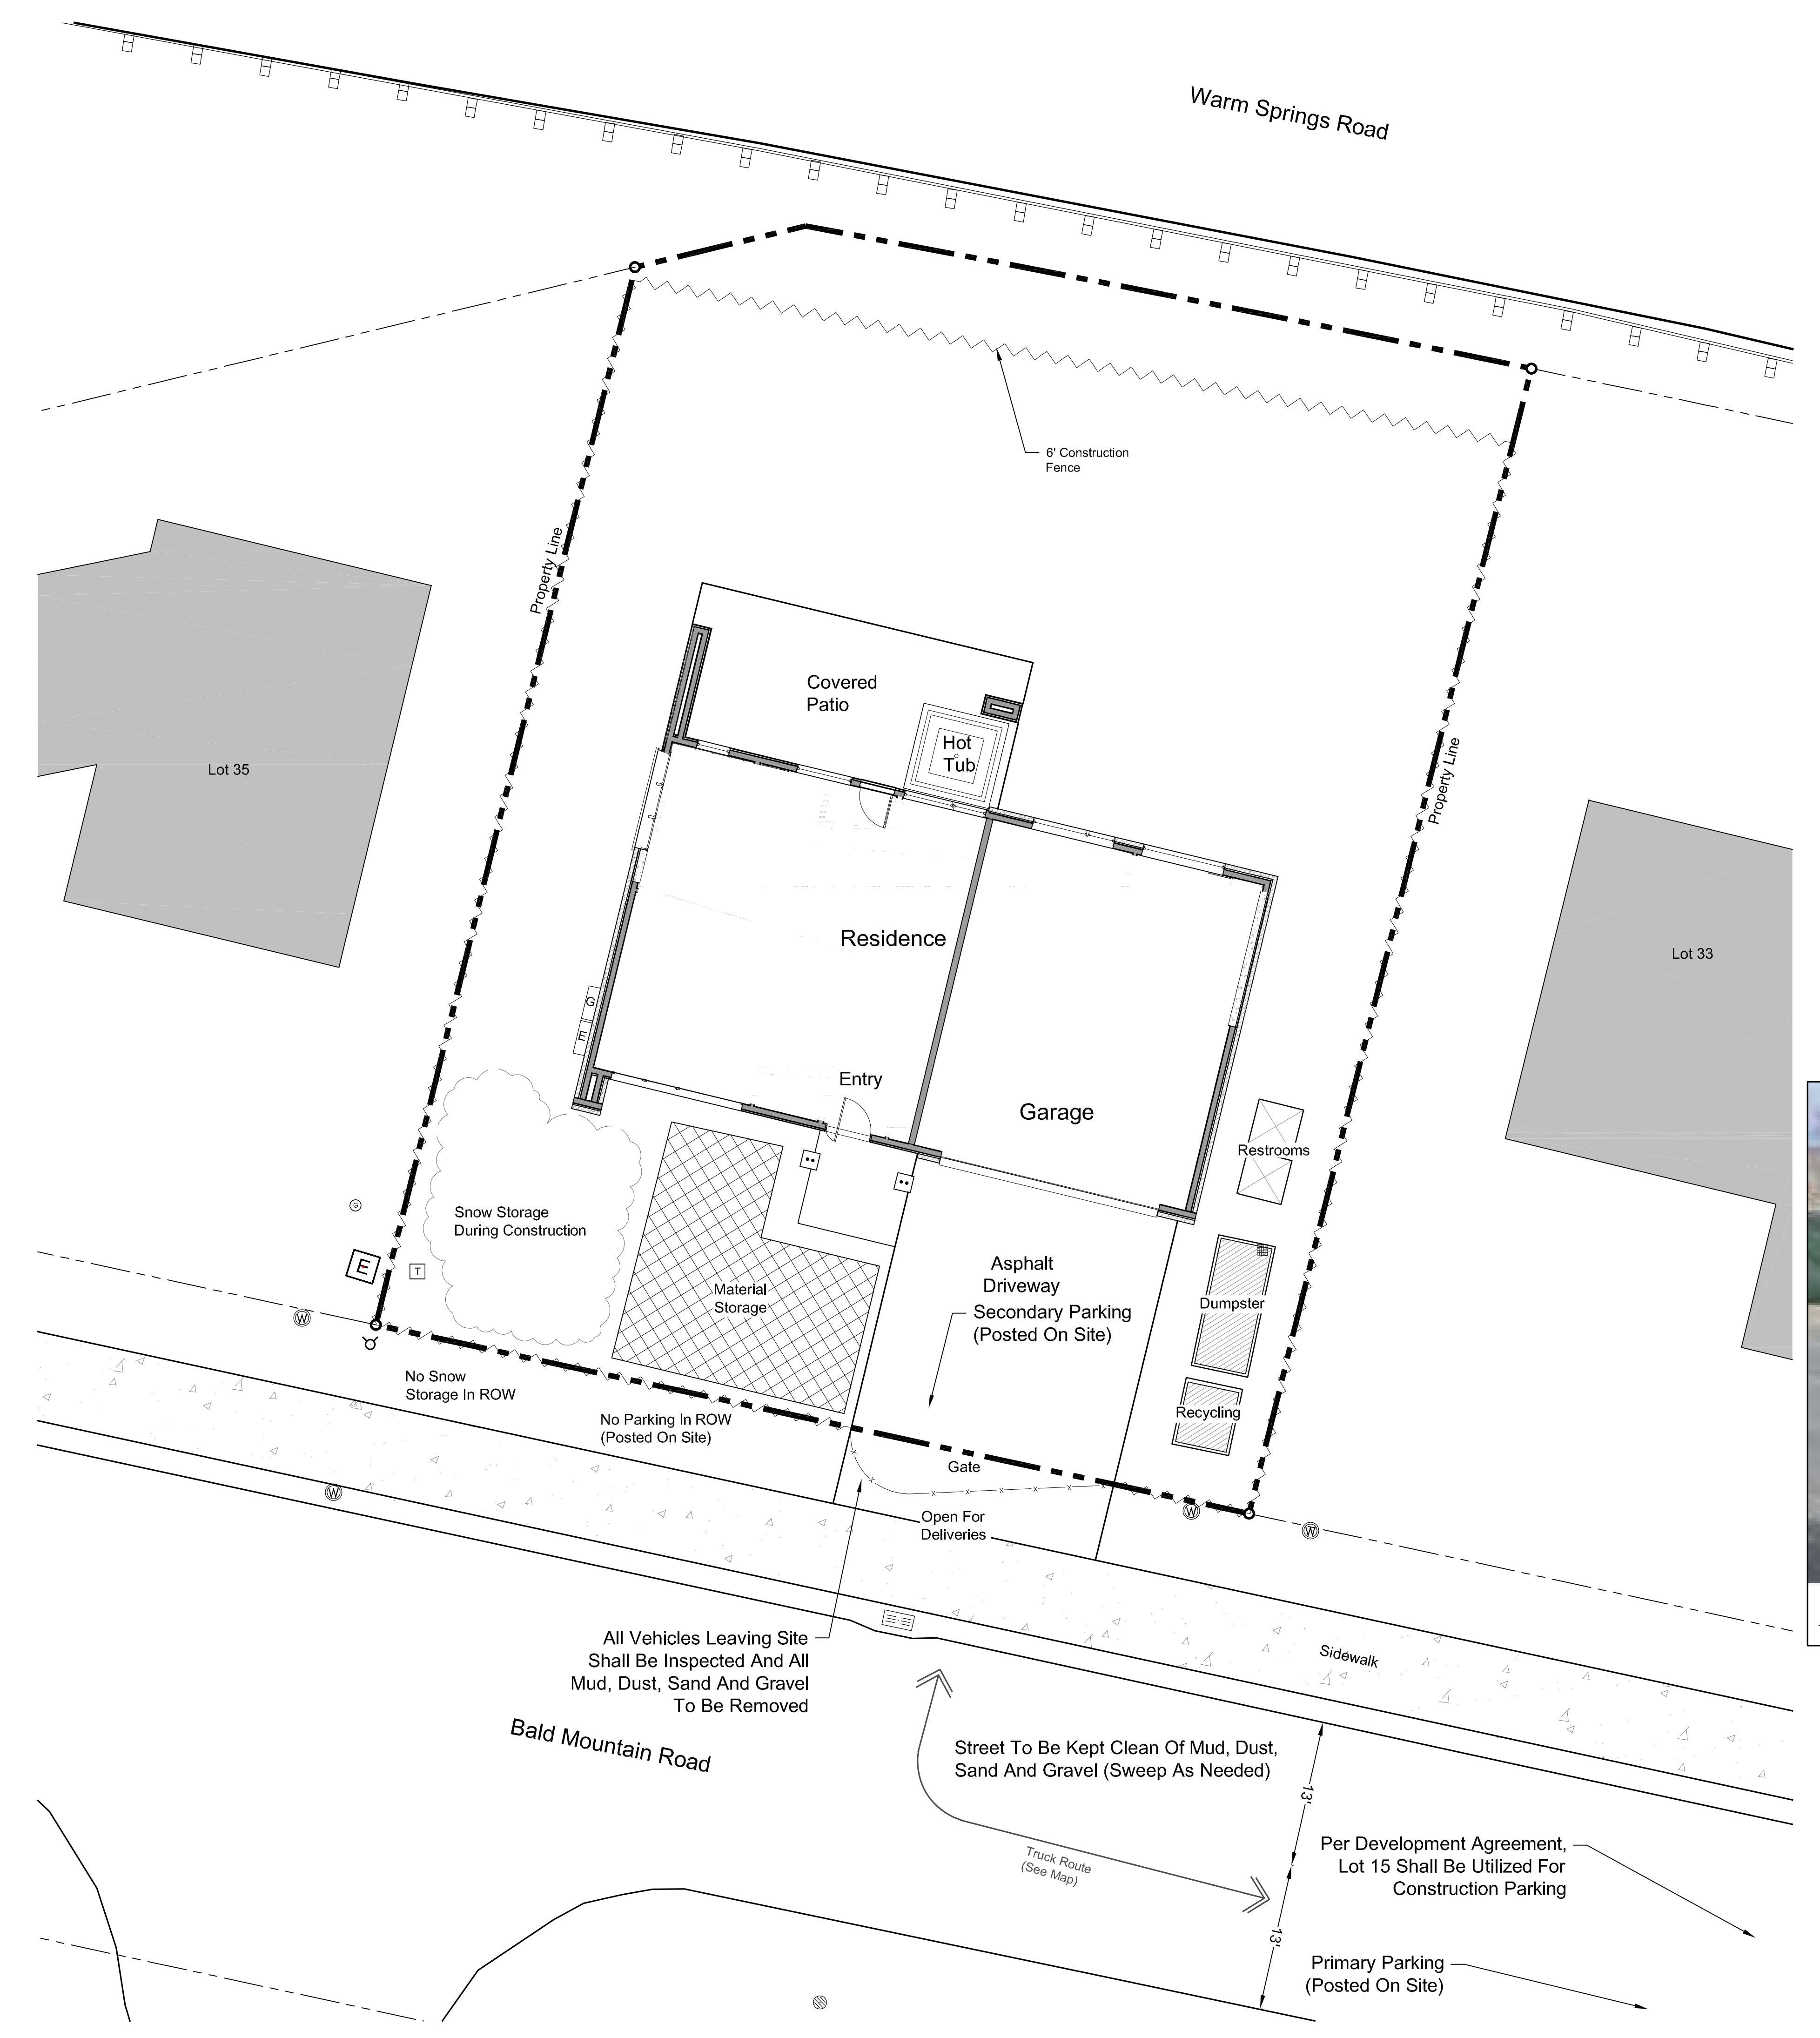 Warm Springs Road
6' Construction
Fence
Property Line
Covered
Patio
Hot
Tub
Property Line
Lot 35
Lot 33
Residence
G
E
Entry
Garage
Restrooms
G
Snow Storage
During Construction
E
T
Asphalt
Driveway
Secondary Parking
(Posted On Site)
Material
Storage
Dumpster
W
No Snow
Storage In ROW
No Parking In ROW
(Posted On Site)
Recycling
Gate
x
x
x
x
x
x
x
W
Open For
Deliveries
W
W
All Vehicles Leaving Site
Shall Be Inspected And All
Mud, Dust, Sand And Gravel
To Be Removed
Sidewalk
Bald Mountain Road
Street To Be Kept Clean Of Mud, Dust,
Sand And Gravel (Sweep As Needed)
13'
Truck Route
(See Map)
Per Development Agreement,
Lot 15 Shall Be Utilized For
Construction Parking
13'
Primary Parking
(Posted On Site)